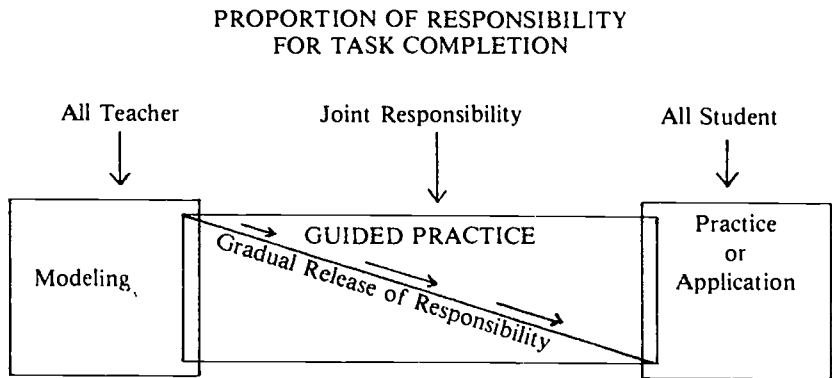 PROPORTION OF RESPONSIBILITY
FOR TASK COMPLETION
All Teacher
Joint Responsibility
All Student
Modeling
GUIDED PRACTICE
Gradual Release of Responsibility
Practice
or
Application